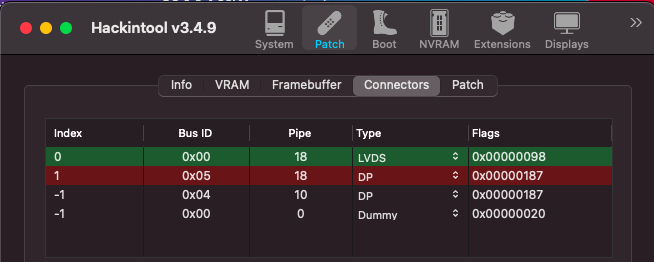 Hackintool v3.4.9
System Patch Boot NVRAM Extensions Displays
Info VRAM Framebuffer Connectors Patch
Index Bus ID Pipe Type Flags
0 0x00 18 LVDS 0x00000098
1 0x05 18 DP 0x00000187
-1 0x04 10 DP 0x00000187
-1 0x00 0 Dummy 0x00000020